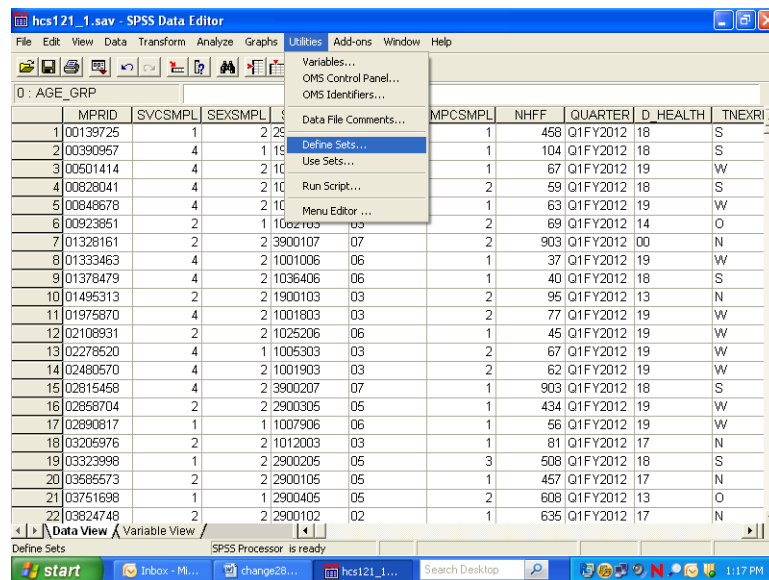 hcs121_1.sav - SPSS Data Editor
File Edit View Data Transform Analyze Graphs Utilities Add-ons Window Help
Variables...
OMS Control Panel...
OMS Identifiers...
Data File Comments...
Define Sets...
Use Sets...
Run Script...
Menu Editor ...
0 : AGE_GRP
MPRID SVCSMPL SEXSMPL S MPCSMPL NHFF QUARTER D_HEALTH TNEXRE
1 00139725 1 2 29 1 458 Q1FY2012 18 S
2 00390957 4 1 19 1 104 Q1FY2012 18 S
3 00501414 4 2 10 1 67 Q1FY2012 19 W
4 00828041 4 2 10 2 59 Q1FY2012 18 S
5 00848678 4 2 10 1 63 Q1FY2012 19 W
6 00923851 2 1 1062103 03 2 69 Q1FY2012 14 O
7 01328161 2 2 3900107 07 2 903 Q1FY2012 00 N
8 01333463 4 2 1001006 06 1 37 Q1FY2012 19 W
9 01378479 4 2 1036406 06 1 40 Q1FY2012 18 S
10 01495313 2 2 1900103 03 2 95 Q1FY2012 13 N
11 01975870 4 2 1001803 03 2 77 Q1FY2012 19 W
12 02108931 2 2 1025206 06 1 45 Q1FY2012 19 W
13 02278520 4 1 1005303 03 2 67 Q1FY2012 19 W
14 02480570 4 2 1001903 03 2 62 Q1FY2012 19 W
15 02815458 4 2 3900207 07 1 903 Q1FY2012 18 S
16 02858704 2 2 2900305 05 1 434 Q1FY2012 19 W
17 02890817 1 1 1007906 06 1 56 Q1FY2012 19 W
18 03205976 2 2 1012003 03 1 81 Q1FY2012 17 N
19 03323998 1 2 2900205 05 3 508 Q1FY2012 18 S
20 03585573 2 2 2900105 05 1 457 Q1FY2012 17 N
21 03751698 1 1 2900405 05 2 608 Q1FY2012 13 O
22 03824748 2 2 2900102 02 1 635 Q1FY2012 17 N
Data View Variable View
Define Sets SPSS Processor is ready
start Inbox - Mi... change28... hcs121_1... Search Desktop 1:17 PM